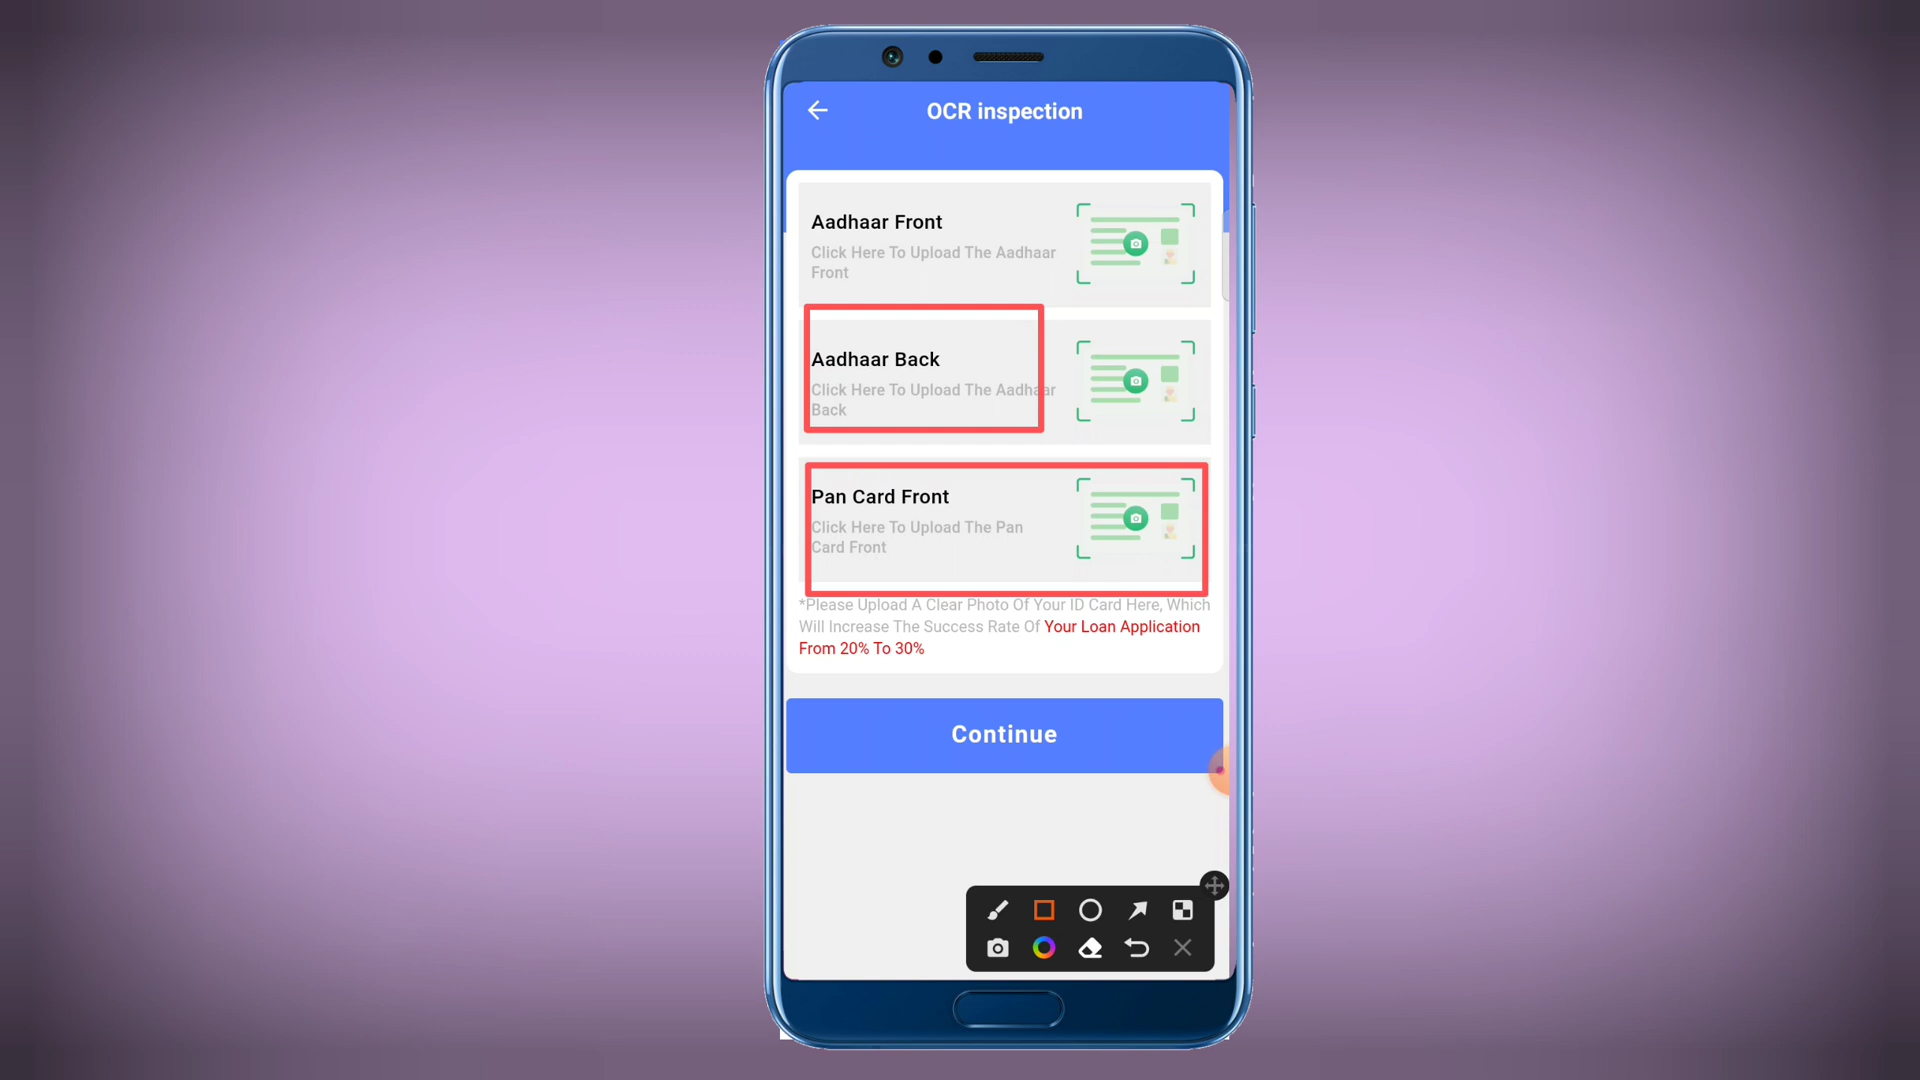 OCR inspection
Aadhaar Front
Click Here To Upload The Aadhaar
Front
Aadhaar Back
Click Here To Upload The Aadhaar
Back
Pan Card Front
Click Here To Upload The Pan
Card Front
*Please Upload A Clear Photo Of Your ID Card Here, Which
Will Increase The Success Rate Of Your Loan Application
From 20% To 30%
Continue